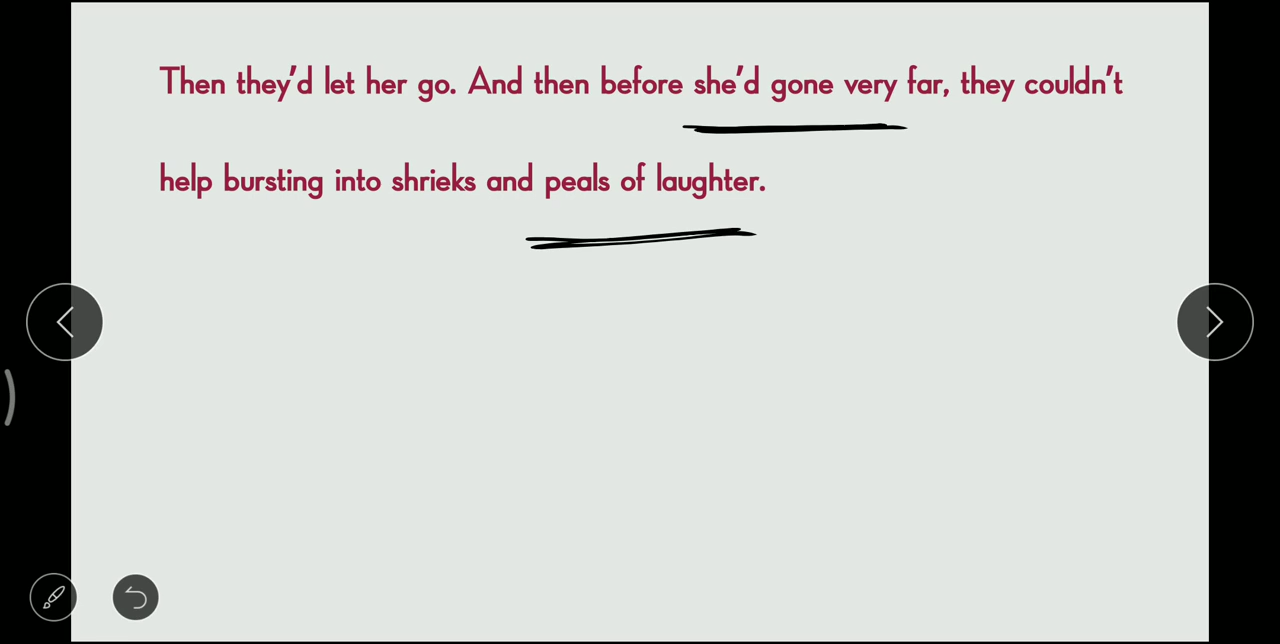 Then they'd let her go. And then before she'd gone very far, they couldn't
help bursting into shrieks and peals of laughter.